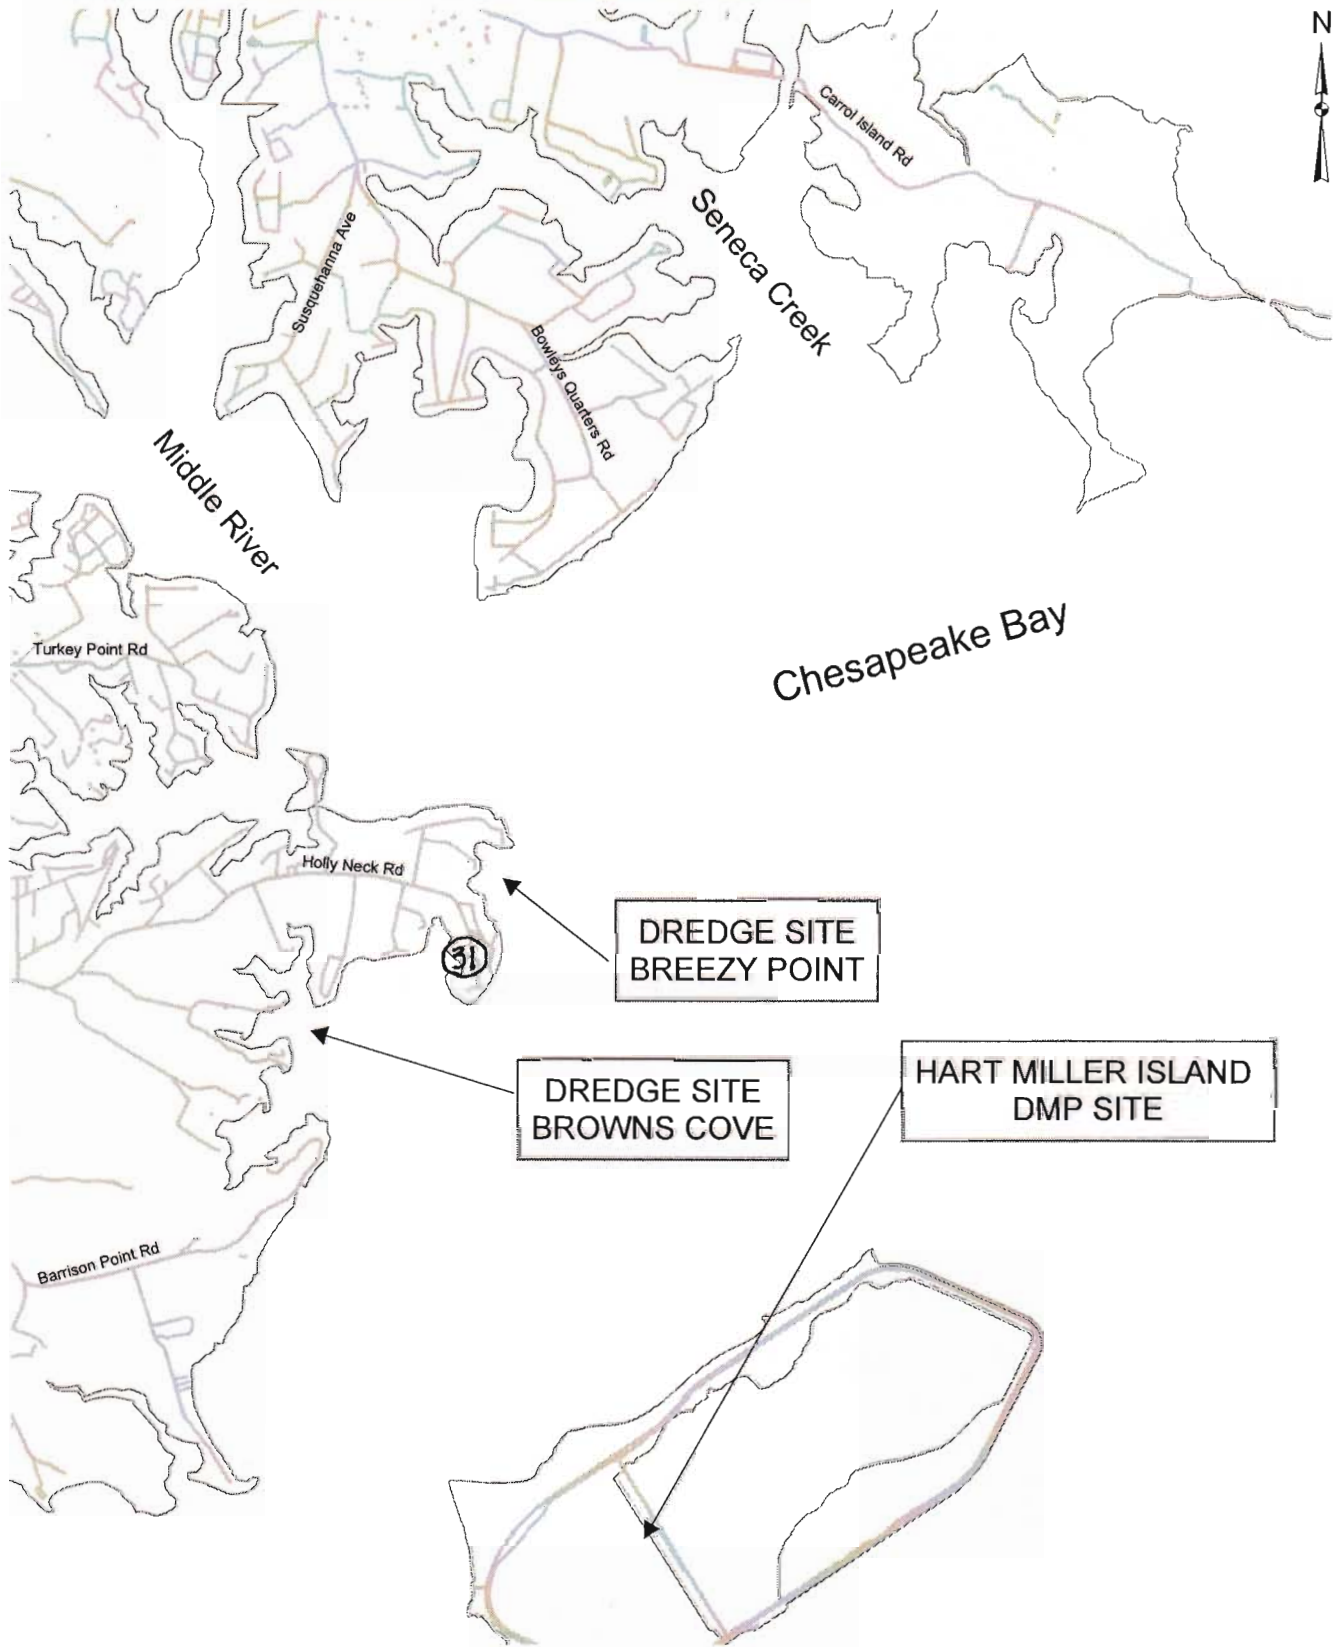 N
Carrol Island Rd
Seneca Creek
Susquehanna Ave
Bowleys Quarters Rd
Middle River
Turkey Point Rd
Chesapeake Bay
Holly Neck Rd
DREDGE SITE
BREEZY POINT
31
HART MILLER ISLAND
DMP SITE
DREDGE SITE
BROWNS COVE
Barrison Point Rd